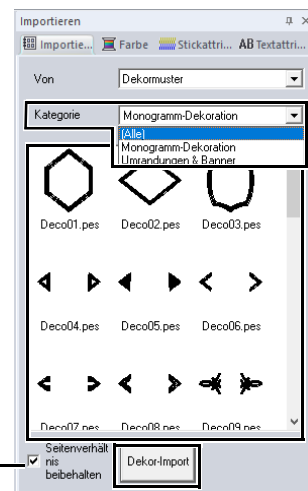 Importieren
Importie... Farbe Stickattri... AB Textattri...
Von Dekormuster
Kategorie Monogramm-Dekoration
(Alle)
Monogramm-Dekoration
Umrandungen & Banner
Deco01.pes Deco02.pes Deco03.pes
Deco04.pes Deco05.pes Deco06.pes
Deco07.pes Deco08.pes Deco09.pes
Seitenverhält
nis
beibehalten
Dekor-Import